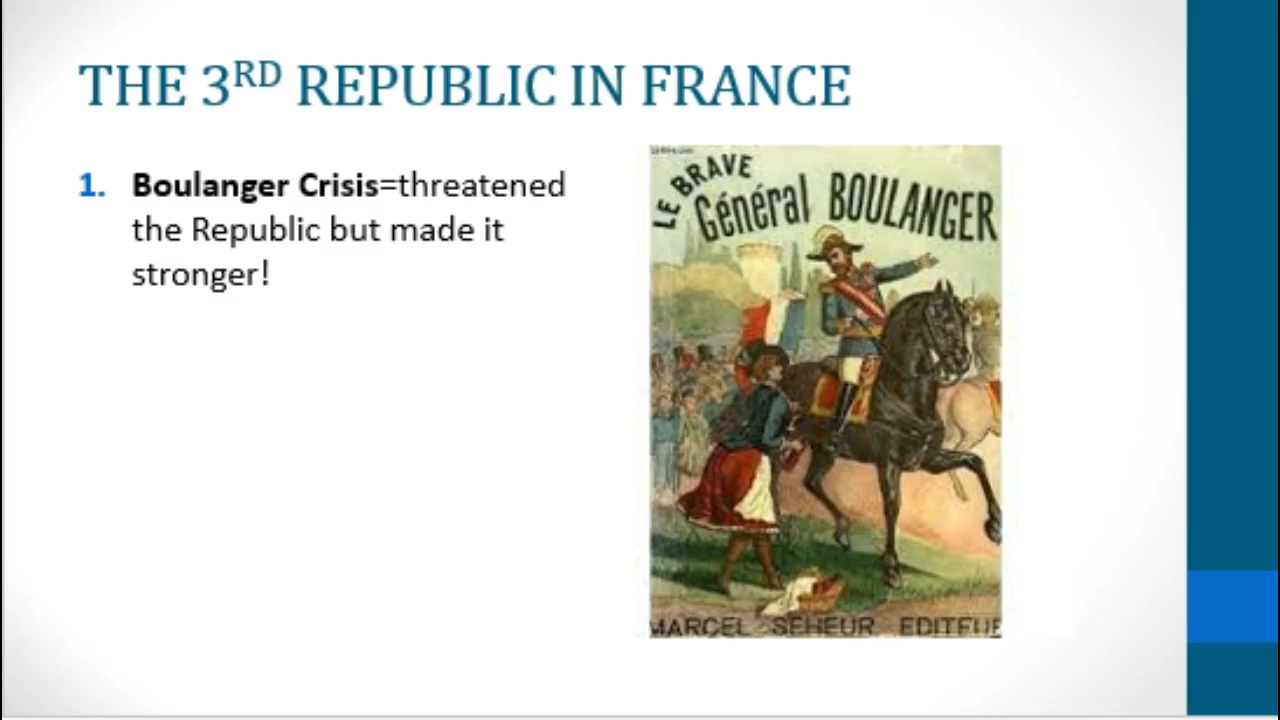 THE 3RD REPUBLIC IN FRANCE
1. Boulanger Crisis=threatened
the Republic but made it
stronger!
LE BRAVE
Général BOULANGER
MARCEL SEHEUR EDITEUR